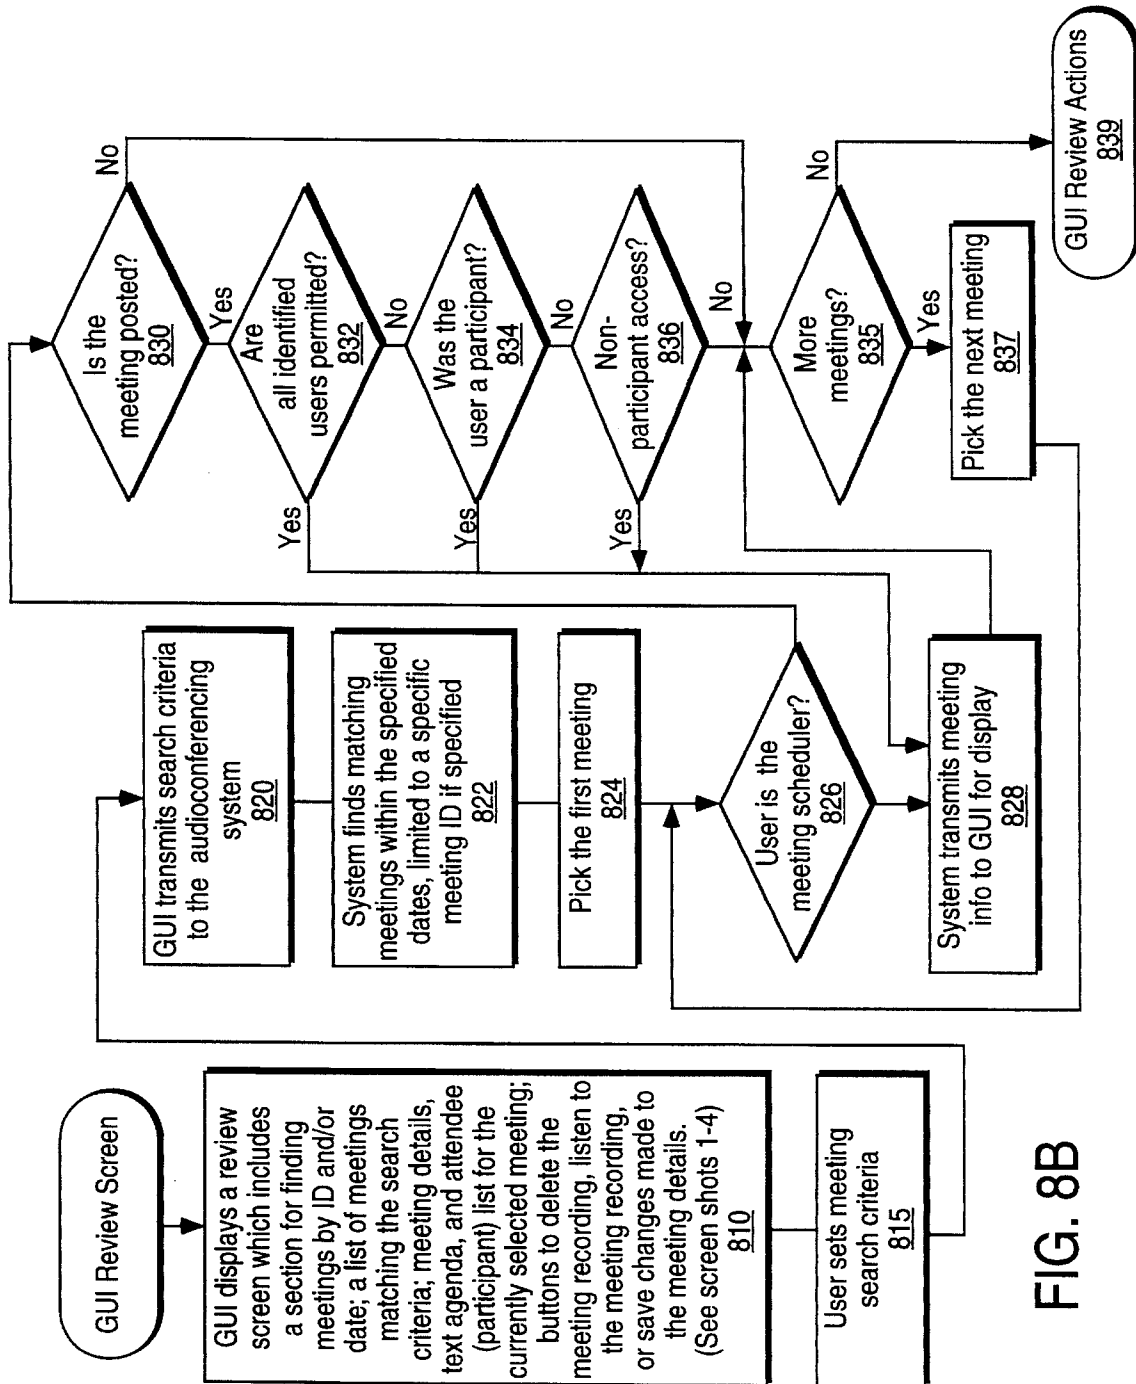 GUI Review Screen
GUI displays a review
screen which includes
a section for finding
meetings by ID and/or
date; a list of meetings
matching the search
criteria; meeting details,
text agenda, and attendee
(participant) list for the
currently selected meeting;
buttons to delete the
meeting recording, listen to
the meeting recording,
or save changes made to
the meeting details.
(See screen shots 1-4)
810
User sets meeting
search criteria
815
GUI transmits search criteria
to the audioconferencing
system
820
System finds matching
meetings within the specified
dates, limited to a specific
meeting ID if specified
822
Pick the first meeting
824
User is the
meeting scheduler?
826
System transmits meeting
info to GUI for display
828
Is the
meeting posted?
830
No
Yes
Are
all identified
users permitted?
832
Yes
No
Was the
user a participant?
834
Yes
No
Non-
participant access?
836
Yes
No
More
meetings?
835
No
Yes
Pick the next meeting
837
GUI Review Actions
839
FIG. 8B